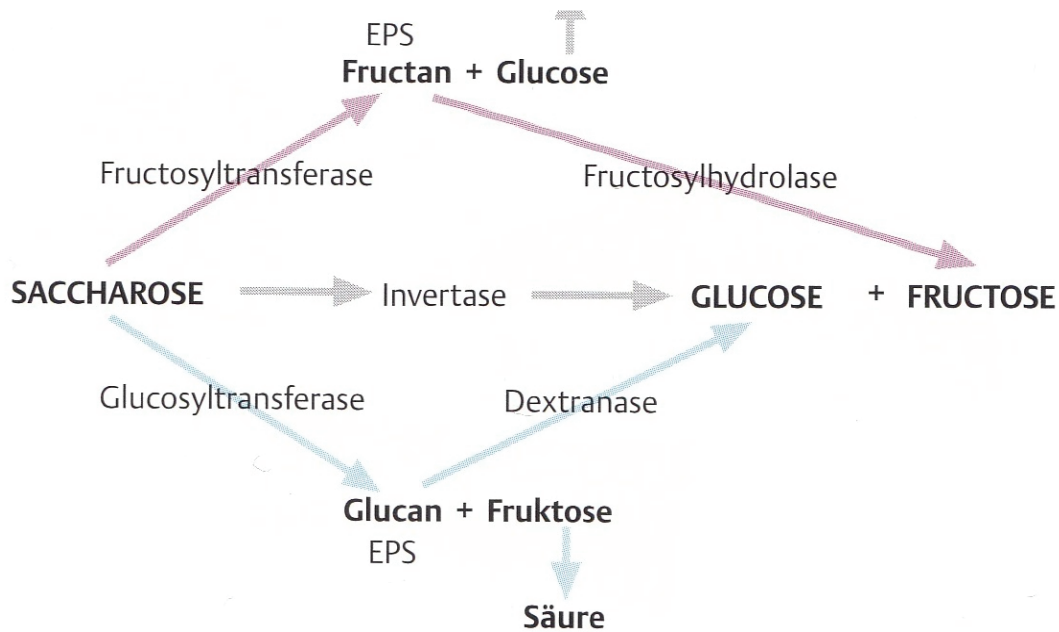 EPS
Fructan + Glucose
Fructosyltransferase
Fructosylhydrolase
SACCHAROSE
Invertase
GLUCOSE + FRUCTOSE
Glucosyltransferase
Dextranase
Glucan + Fruktose
EPS
Säure